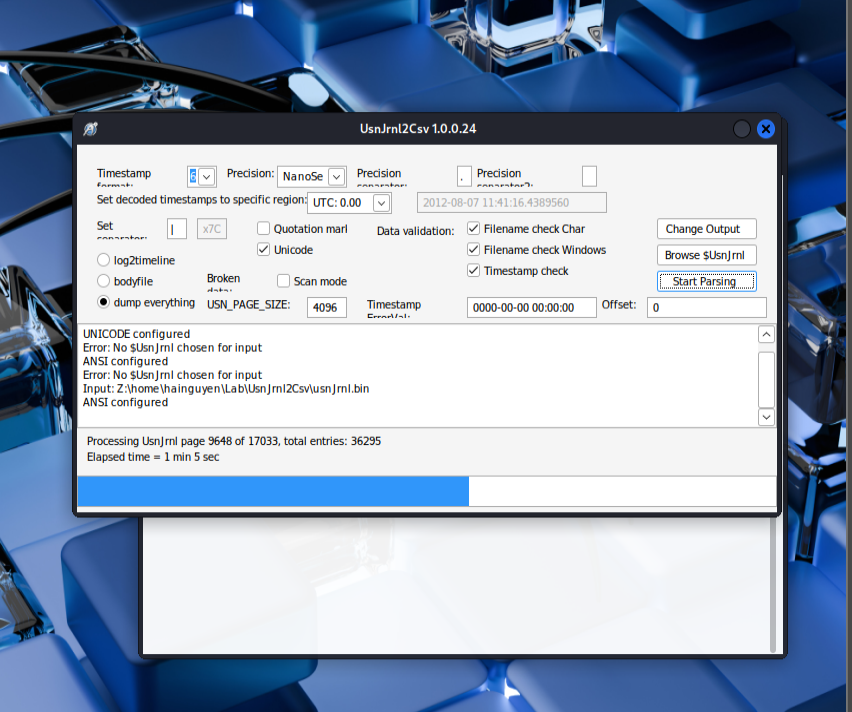 UsnJrnl2Csv 1.0.0.24
Timestamp format: 6 Precision: NanoSe Precision separator: . Precision separator2:
Set decoded timestamps to specific region: UTC: 0.00 2012-08-07 11:41:16.4389560
Set separator: | x7C Quotation marl Data validation: Filename check Char Change Output
Unicode Filename check Windows Browse $UsnJrnl
log2timeline
bodyfile Broken data: Scan mode Timestamp check Start Parsing
dump everything USN_PAGE_SIZE: 4096 Timestamp ErrorVal: 0000-00-00 00:00:00 Offset: 0
UNICODE configured
Error: No $UsnJrnl chosen for input
ANSI configured
Error: No $UsnJrnl chosen for input
Input: Z:\home\hainguyen\Lab\UsnJrnl2Csv\usnJrnl.bin
ANSI configured
Processing UsnJrnl page 9648 of 17033, total entries: 36295
Elapsed time = 1 min 5 sec